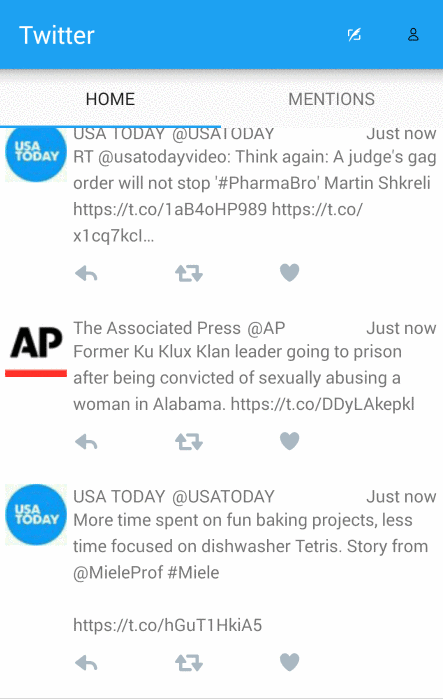 Twitter
HOME
MENTIONS
USA TODAY
USA TODAY @USATODAY Just now
RT @usatodayvideo: Think again: A judge's gag
order will not stop '#PharmaBro' Martin Shkreli
https://t.co/1aB4oHP989 https://t.co/
x1cq7kcI…
AP
The Associated Press @AP Just now
Former Ku Klux Klan leader going to prison
after being convicted of sexually abusing a
woman in Alabama. https://t.co/DDyLAkepkl
USA TODAY
USA TODAY @USATODAY Just now
More time spent on fun baking projects, less
time focused on dishwasher Tetris. Story from
@MieleProf #Miele
https://t.co/hGuT1HkiA5